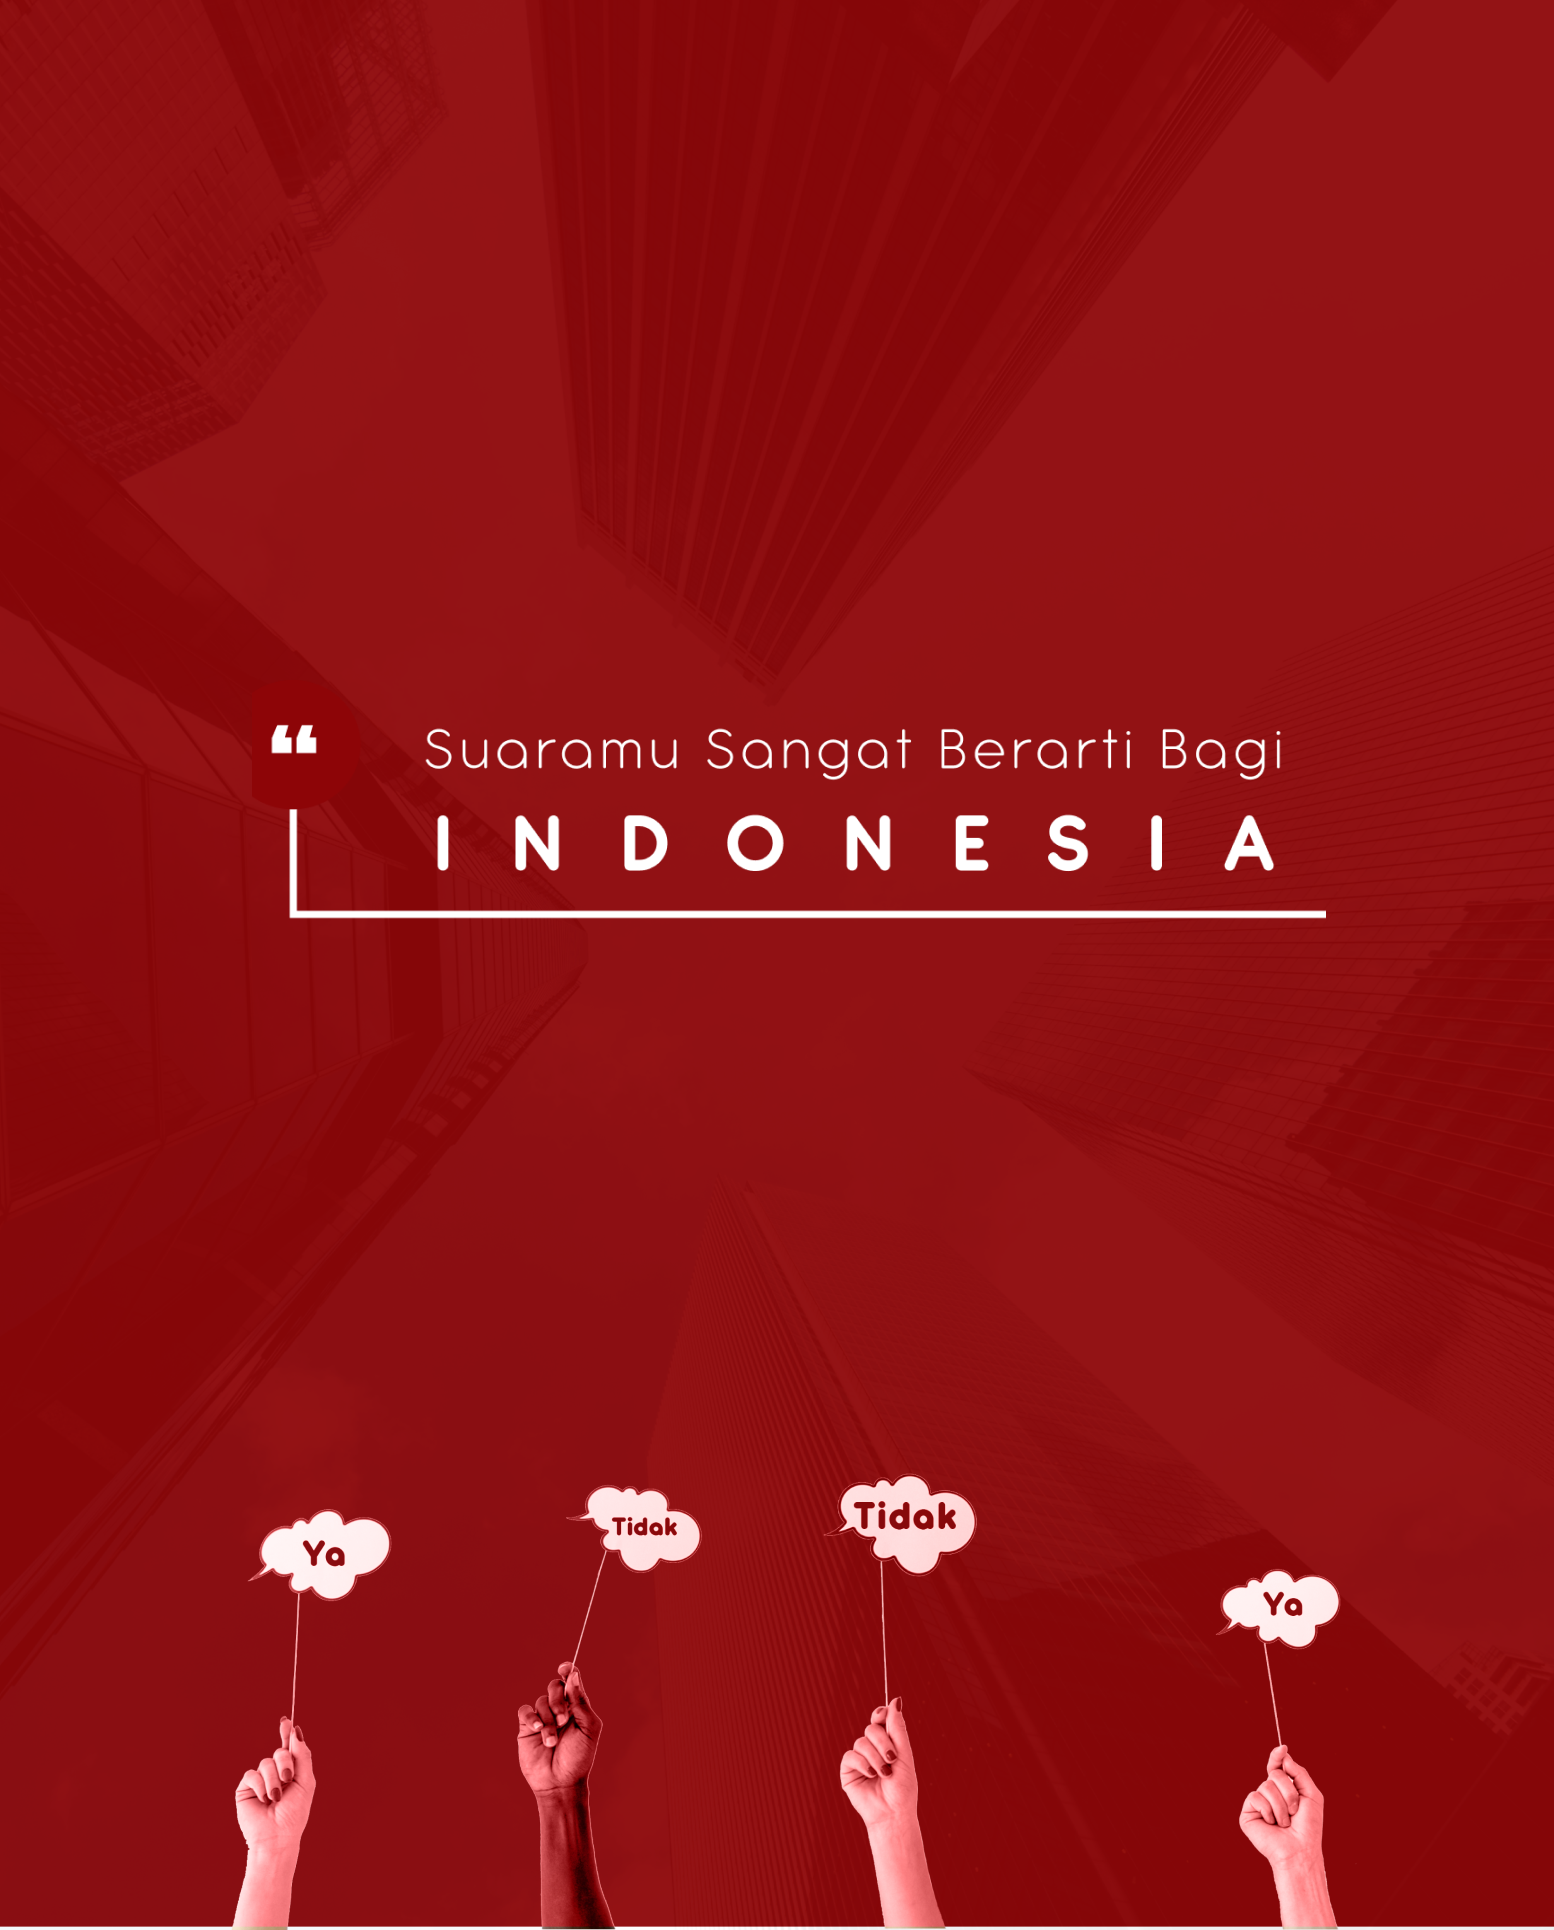 ❝ Suaramu Sangat Berarti Bagi
INDONESIA
Ya
Tidak
Tidak
Ya